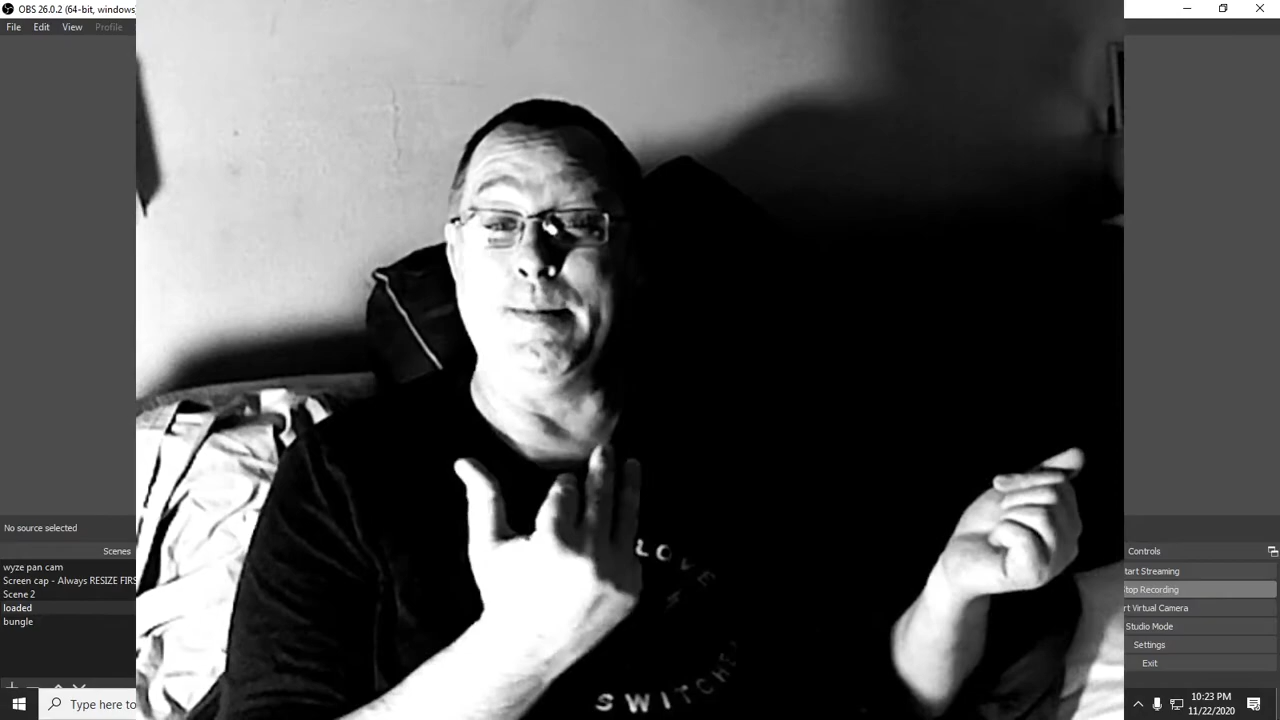 OBS 26.0.2 (64-bit, windows
File Edit View Profile
LOVE
SWITCHE
No source selected
Scenes
wyze pan cam
Screen cap - Always RESIZE FIRS
Scene 2
loaded
bungle
Controls
tart Streaming
Stop Recording
rt Virtual Camera
Studio Mode
Settings
Exit
Type here to
10:23 PM
11/22/2020